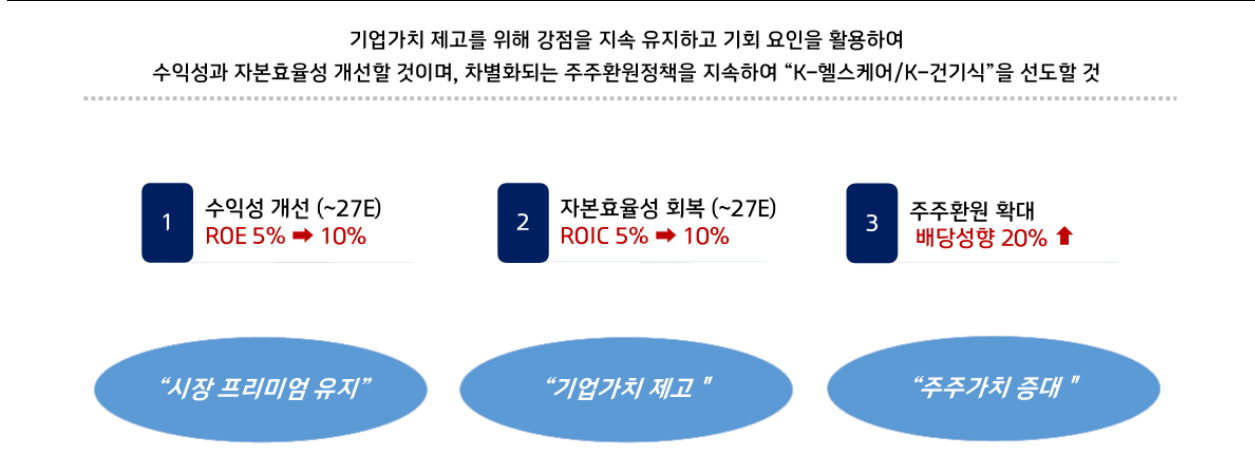 기업가치 제고를 위해 강점을 지속 유지하고 기회 요인을 활용하여
수익성과 자본효율성 개선할 것이며, 차별화되는 주주환원정책을 지속하여 “K-헬스케어/K-건기식”을 선도할 것
1
수익성 개선 (~27E)
ROE 5% ➡ 10%
2
자본효율성 회복 (~27E)
ROIC 5% ➡ 10%
3
주주환원 확대
배당성향 20% ⬆
“시장 프리미엄 유지”
“기업가치 제고 "
“주주가치 증대 "